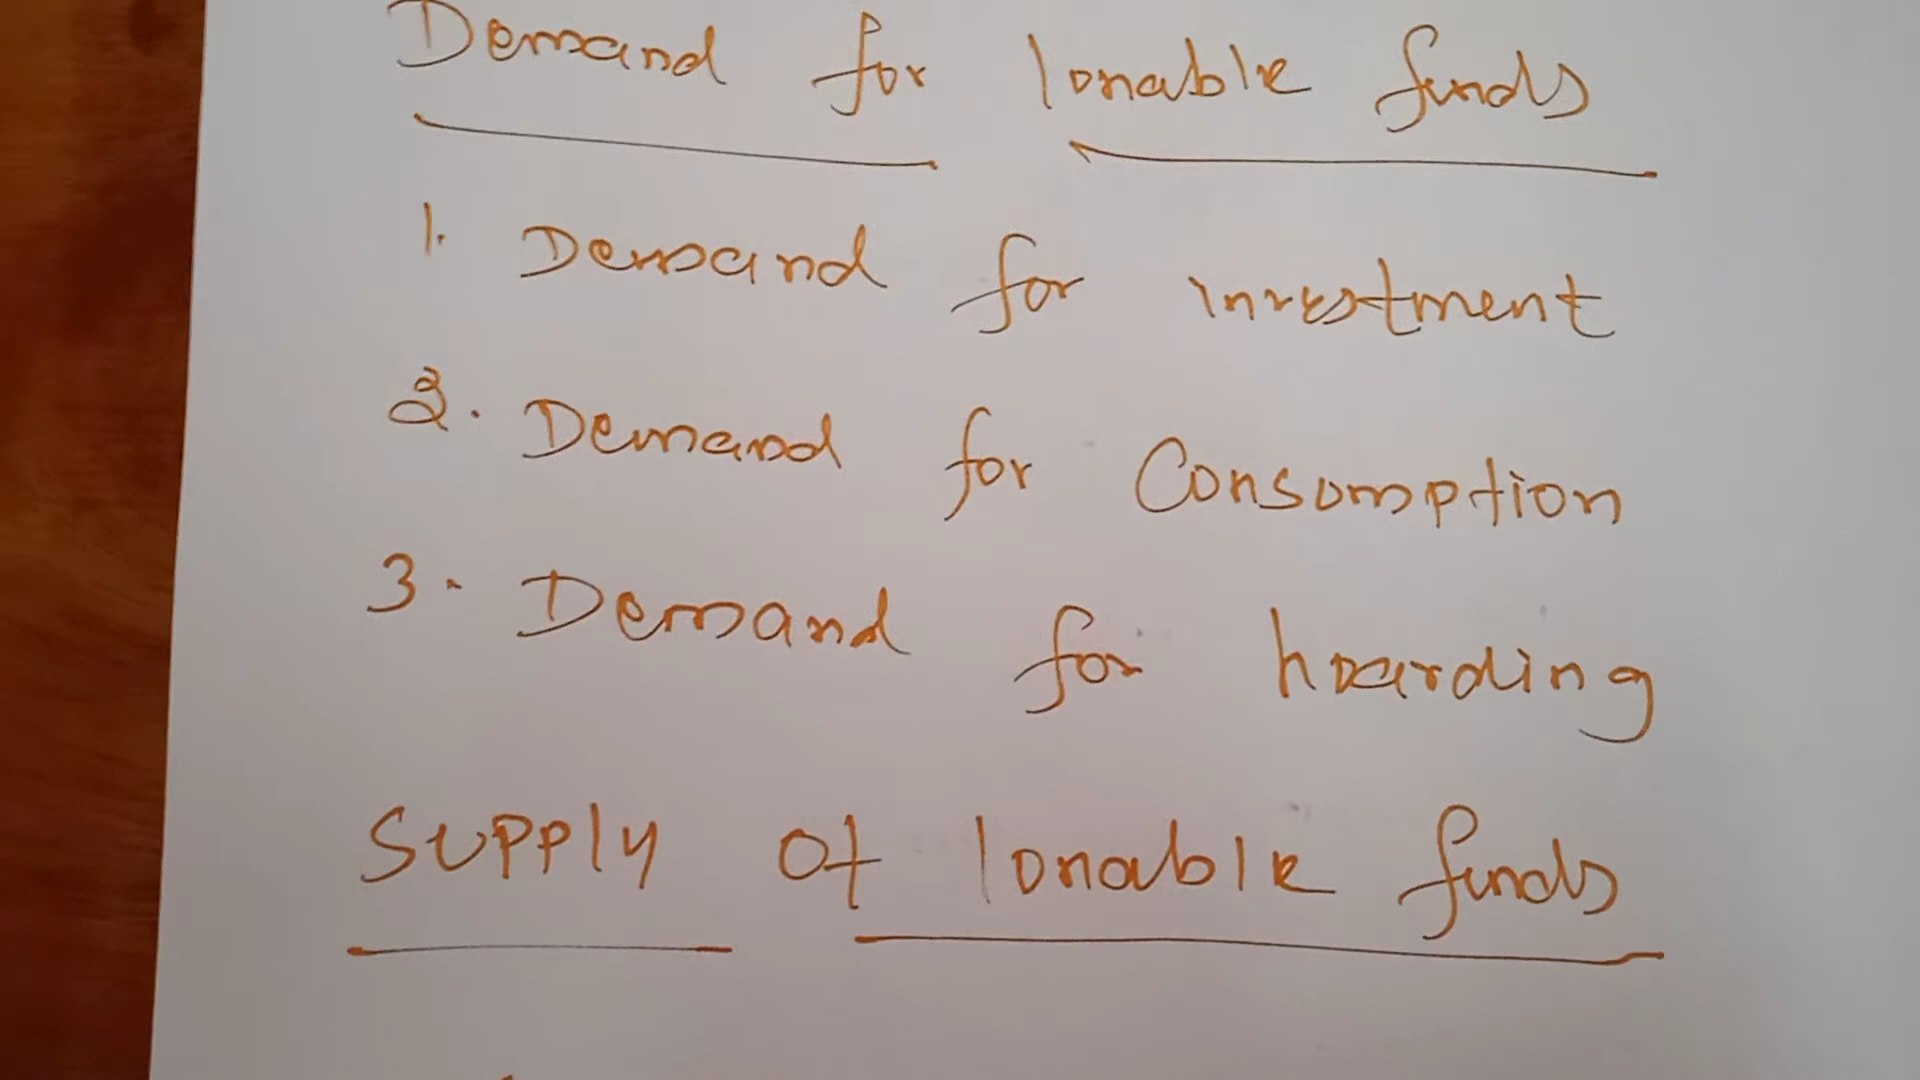 Demand for lonable funds
1. Demand for investment
2. Demand for Consumption
3. Demand for hoarding
Supply of lonable funds